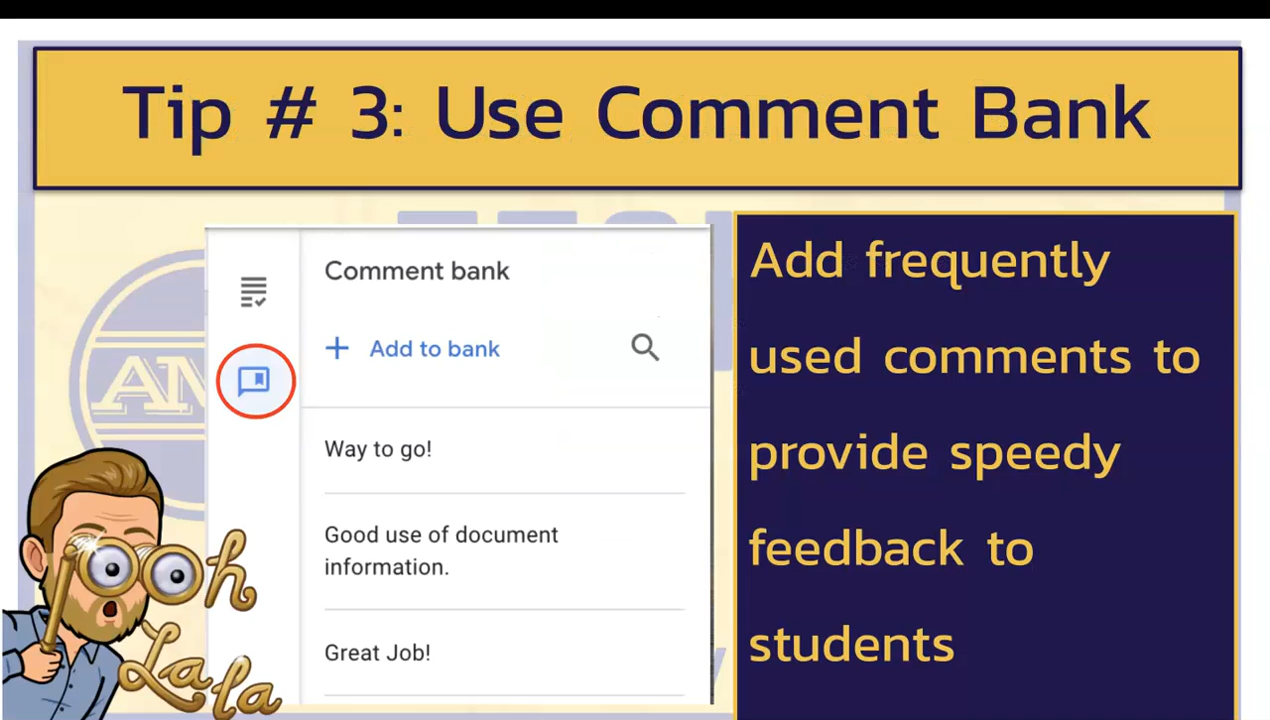 Tip # 3: Use Comment Bank
Comment bank
+ Add to bank
Way to go!
Good use of document
information.
Great Job!
Add frequently
used comments to
provide speedy
feedback to
students
ooh
La la